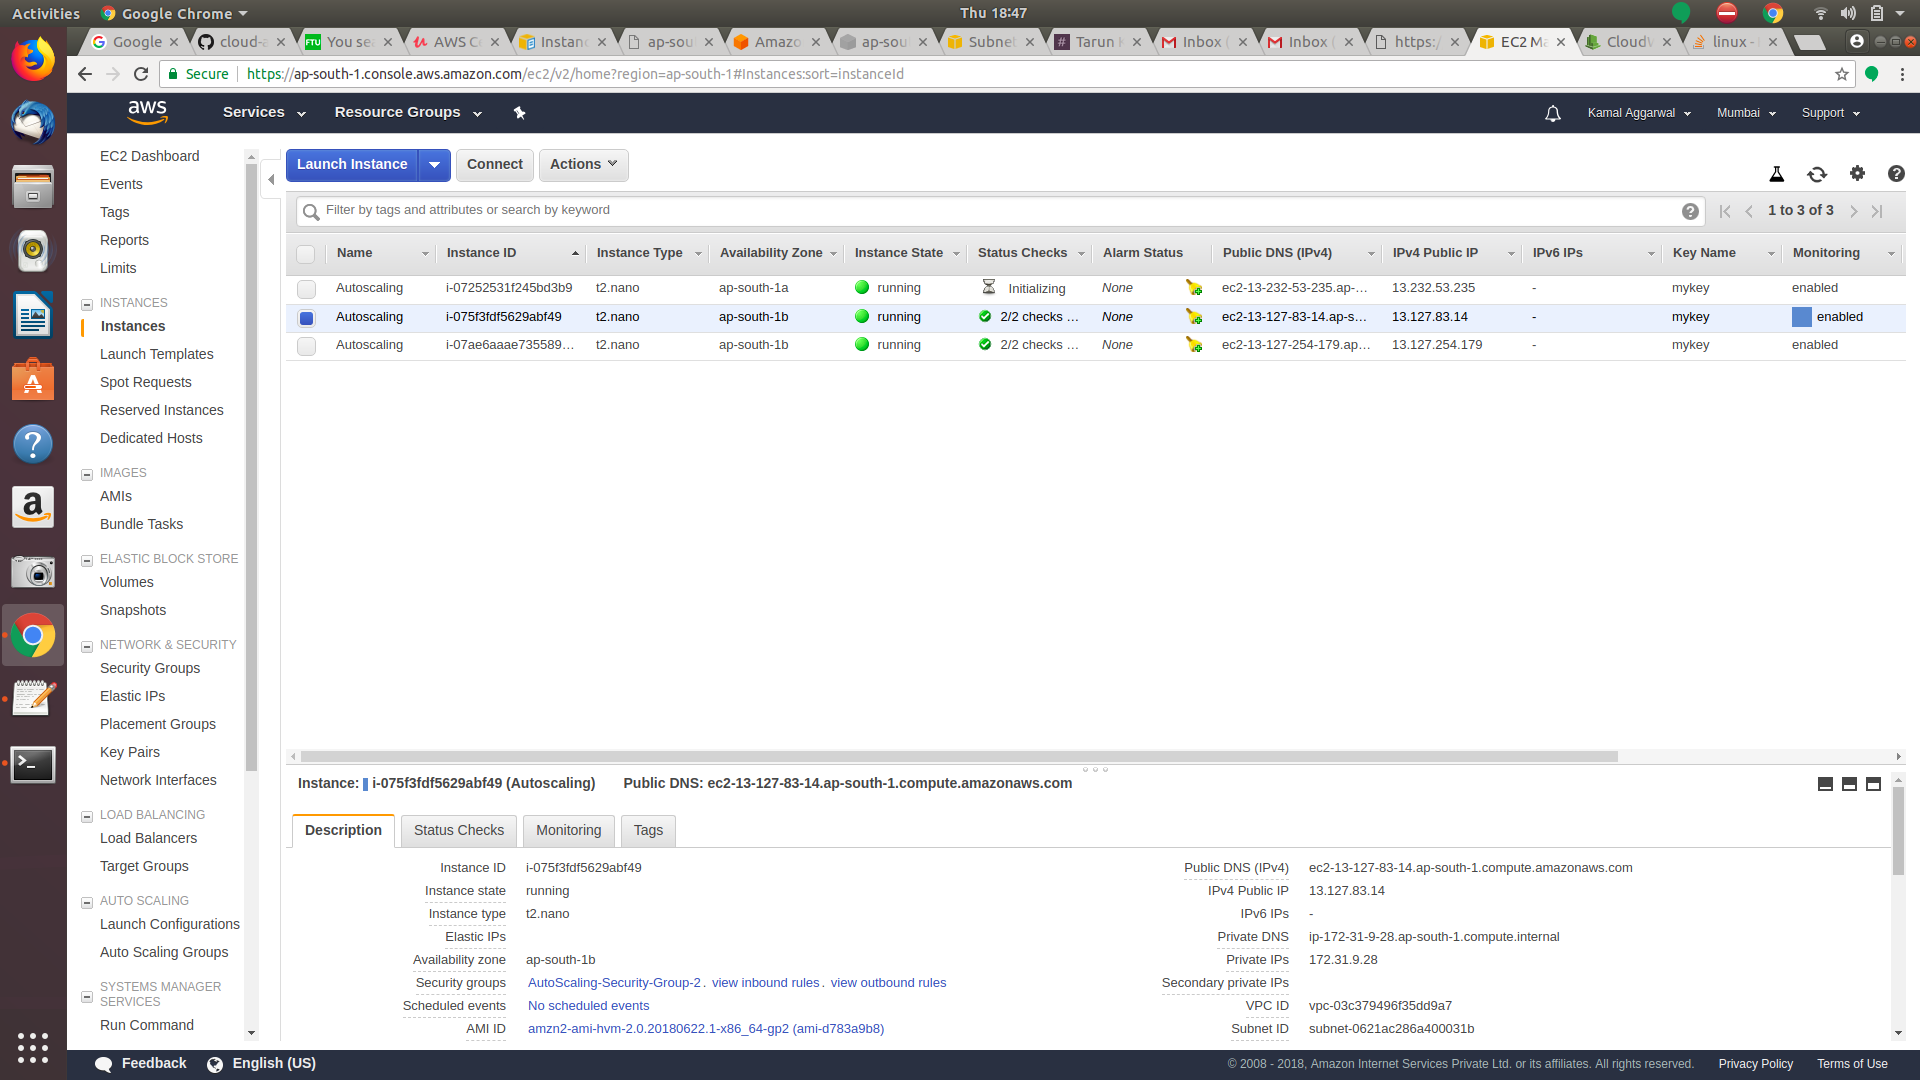 Activities Google Chrome Thu 18:47
Google cloud-a You se AWS C Instan ap-sou Amazo ap-sou Subnet Tarun K Inbox ( Inbox ( https:/ EC2 Ma CloudW linux -
Secure https://ap-south-1.console.aws.amazon.com/ec2/v2/home?region=ap-south-1#Instances:sort=instanceId
aws Services Resource Groups Kamal Aggarwal Mumbai Support
EC2 Dashboard
Events
Tags
Reports
Limits
INSTANCES
Instances
Launch Templates
Spot Requests
Reserved Instances
Dedicated Hosts
IMAGES
AMIs
Bundle Tasks
ELASTIC BLOCK STORE
Volumes
Snapshots
NETWORK & SECURITY
Security Groups
Elastic IPs
Placement Groups
Key Pairs
Network Interfaces
LOAD BALANCING
Load Balancers
Target Groups
AUTO SCALING
Launch Configurations
Auto Scaling Groups
SYSTEMS MANAGER
SERVICES
Run Command
Launch Instance Connect Actions
Filter by tags and attributes or search by keyword 1 to 3 of 3
Name Instance ID Instance Type Availability Zone Instance State Status Checks Alarm Status Public DNS (IPv4) IPv4 Public IP IPv6 IPs Key Name Monitoring
Autoscaling i-07252531f245bd3b9 t2.nano ap-south-1a running Initializing None ec2-13-232-53-235.ap-... 13.232.53.235 - mykey enabled
Autoscaling i-075f3fdf5629abf49 t2.nano ap-south-1b running 2/2 checks ... None ec2-13-127-83-14.ap-s... 13.127.83.14 - mykey enabled
Autoscaling i-07ae6aaae735589... t2.nano ap-south-1b running 2/2 checks ... None ec2-13-127-254-179.ap... 13.127.254.179 - mykey enabled
Instance: i-075f3fdf5629abf49 (Autoscaling) Public DNS: ec2-13-127-83-14.ap-south-1.compute.amazonaws.com
Description Status Checks Monitoring Tags
Instance ID i-075f3fdf5629abf49 Public DNS (IPv4) ec2-13-127-83-14.ap-south-1.compute.amazonaws.com
Instance state running IPv4 Public IP 13.127.83.14
Instance type t2.nano IPv6 IPs -
Elastic IPs Private DNS ip-172-31-9-28.ap-south-1.compute.internal
Availability zone ap-south-1b Private IPs 172.31.9.28
Security groups AutoScaling-Security-Group-2. view inbound rules. view outbound rules Secondary private IPs
Scheduled events No scheduled events VPC ID vpc-03c379496f35dd9a7
AMI ID amzn2-ami-hvm-2.0.20180622.1-x86_64-gp2 (ami-d783a9b8) Subnet ID subnet-0621ac286a400031b
Feedback English (US) © 2008 - 2018, Amazon Internet Services Private Ltd. or its affiliates. All rights reserved. Privacy Policy Terms of Use